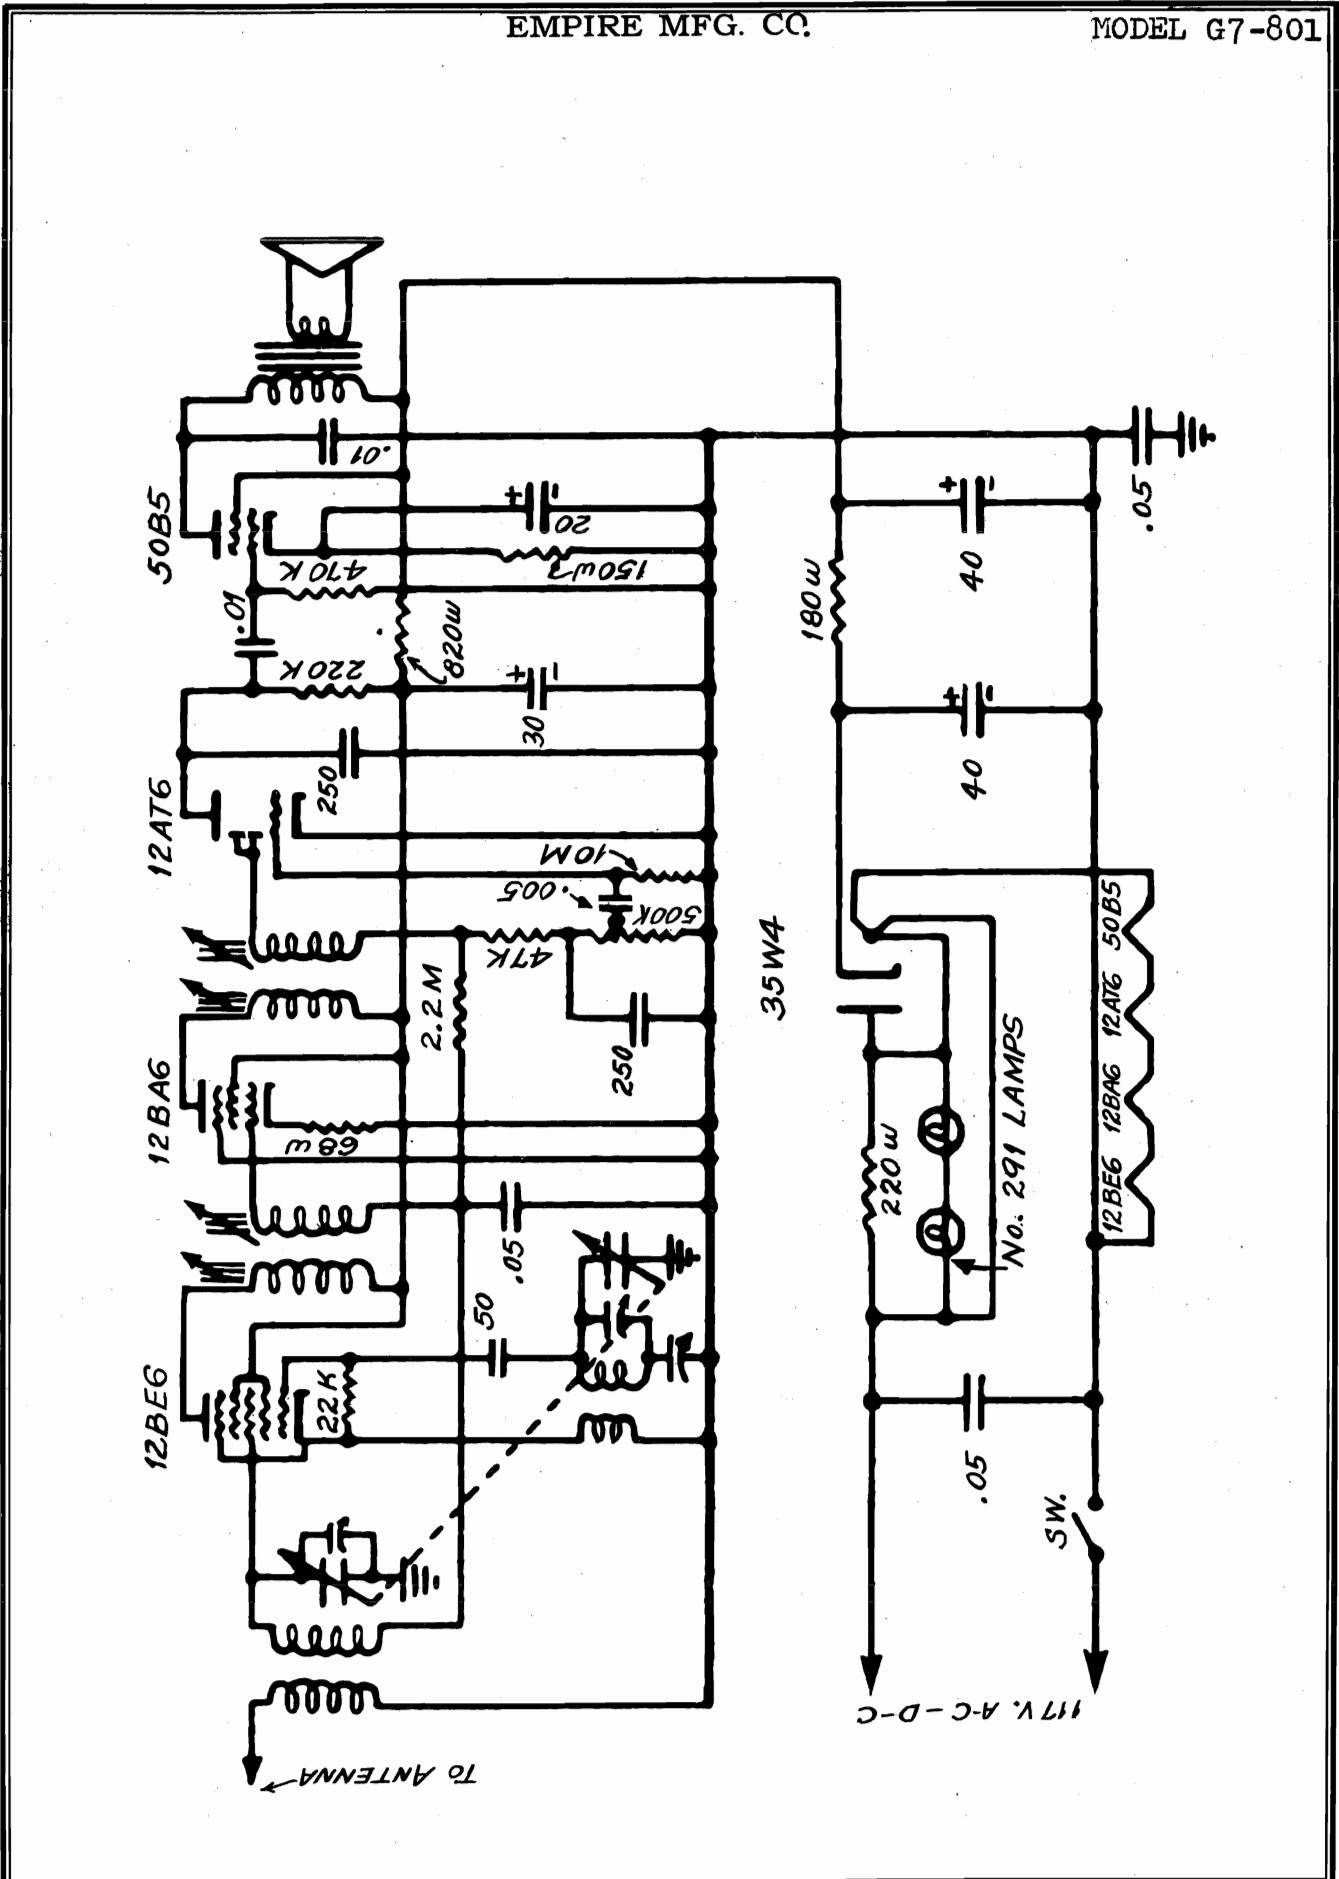 EMPIRE MFG. CO.
MODEL G7-801
50B5
12AT6
12BA6
12BE6
.01
.01
470K
220K
250
20
150w
820w
30
10M
.005
500K
47K
2.2M
250
68w
.05
50
22K
TO ANTENNA
.05
40
180w
40
35W4
220w
No. 291 LAMPS
50B5
12AT6
12BA6
12BE6
.05
SW.
117V. A-C-D-C